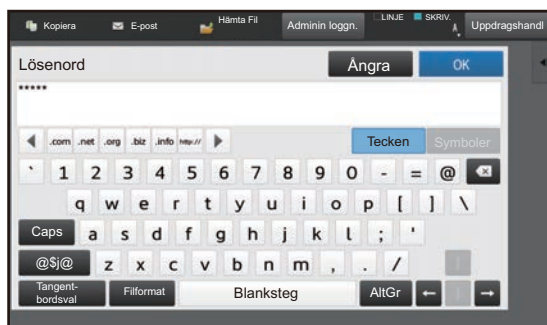 Kopiera E-post Hämta Fil Adminin loggn. LINJE SKRIV. Uppdragshandl
Lösenord Ångra OK
*****
.com .net .org .biz .info http://
Tecken Symboler
` 1 2 3 4 5 6 7 8 9 0 - = @
q w e r t y u i o p [ ] \
Caps a s d f g h j k l ; '
@$j@ z x c v b n m , . /
Tangent-
bordsval Filformat Blanksteg AltGr ← →